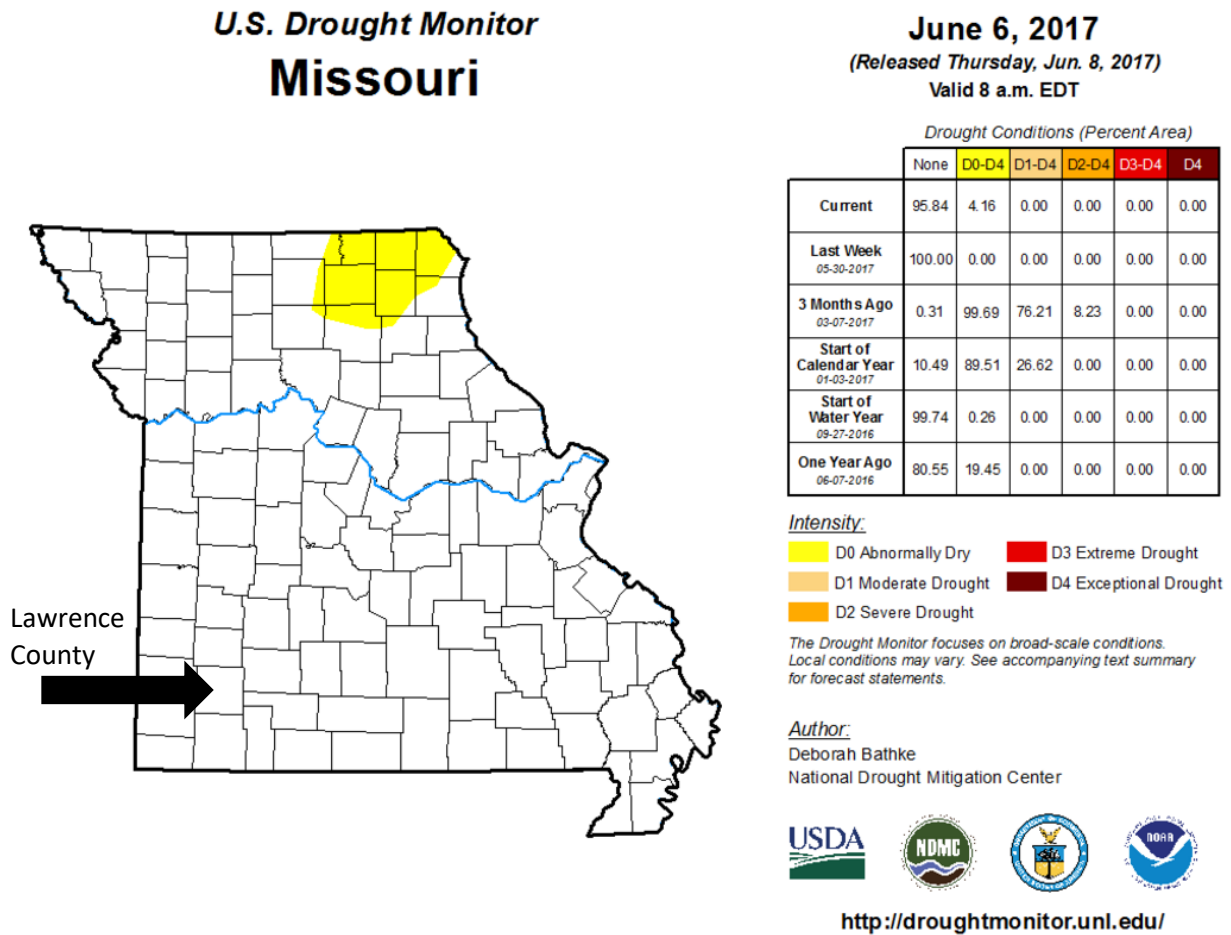 U.S. Drought Monitor
Missouri
June 6, 2017
(Released Thursday, Jun. 8, 2017)
Valid 8 a.m. EDT
Drought Conditions (Percent Area)
None D0-D4 D1-D4 D2-D4 D3-D4 D4
Current 95.84 4.16 0.00 0.00 0.00 0.00
Last Week
05-30-2017
100.00 0.00 0.00 0.00 0.00 0.00
3 Months Ago
03-07-2017
0.31 99.69 76.21 8.23 0.00 0.00
Start of
Calendar Year
01-03-2017
10.49 89.51 26.62 0.00 0.00 0.00
Start of
Water Year
09-27-2016
99.74 0.26 0.00 0.00 0.00 0.00
One Year Ago
06-07-2016
80.55 19.45 0.00 0.00 0.00 0.00
Intensity:
D0 Abnormally Dry
D3 Extreme Drought
D1 Moderate Drought
D4 Exceptional Drought
D2 Severe Drought
The Drought Monitor focuses on broad-scale conditions.
Local conditions may vary. See accompanying text summary
for forecast statements.
Author:
Deborah Bathke
National Drought Mitigation Center
Lawrence
County
USDA
NDMC
NOAA
http://droughtmonitor.unl.edu/